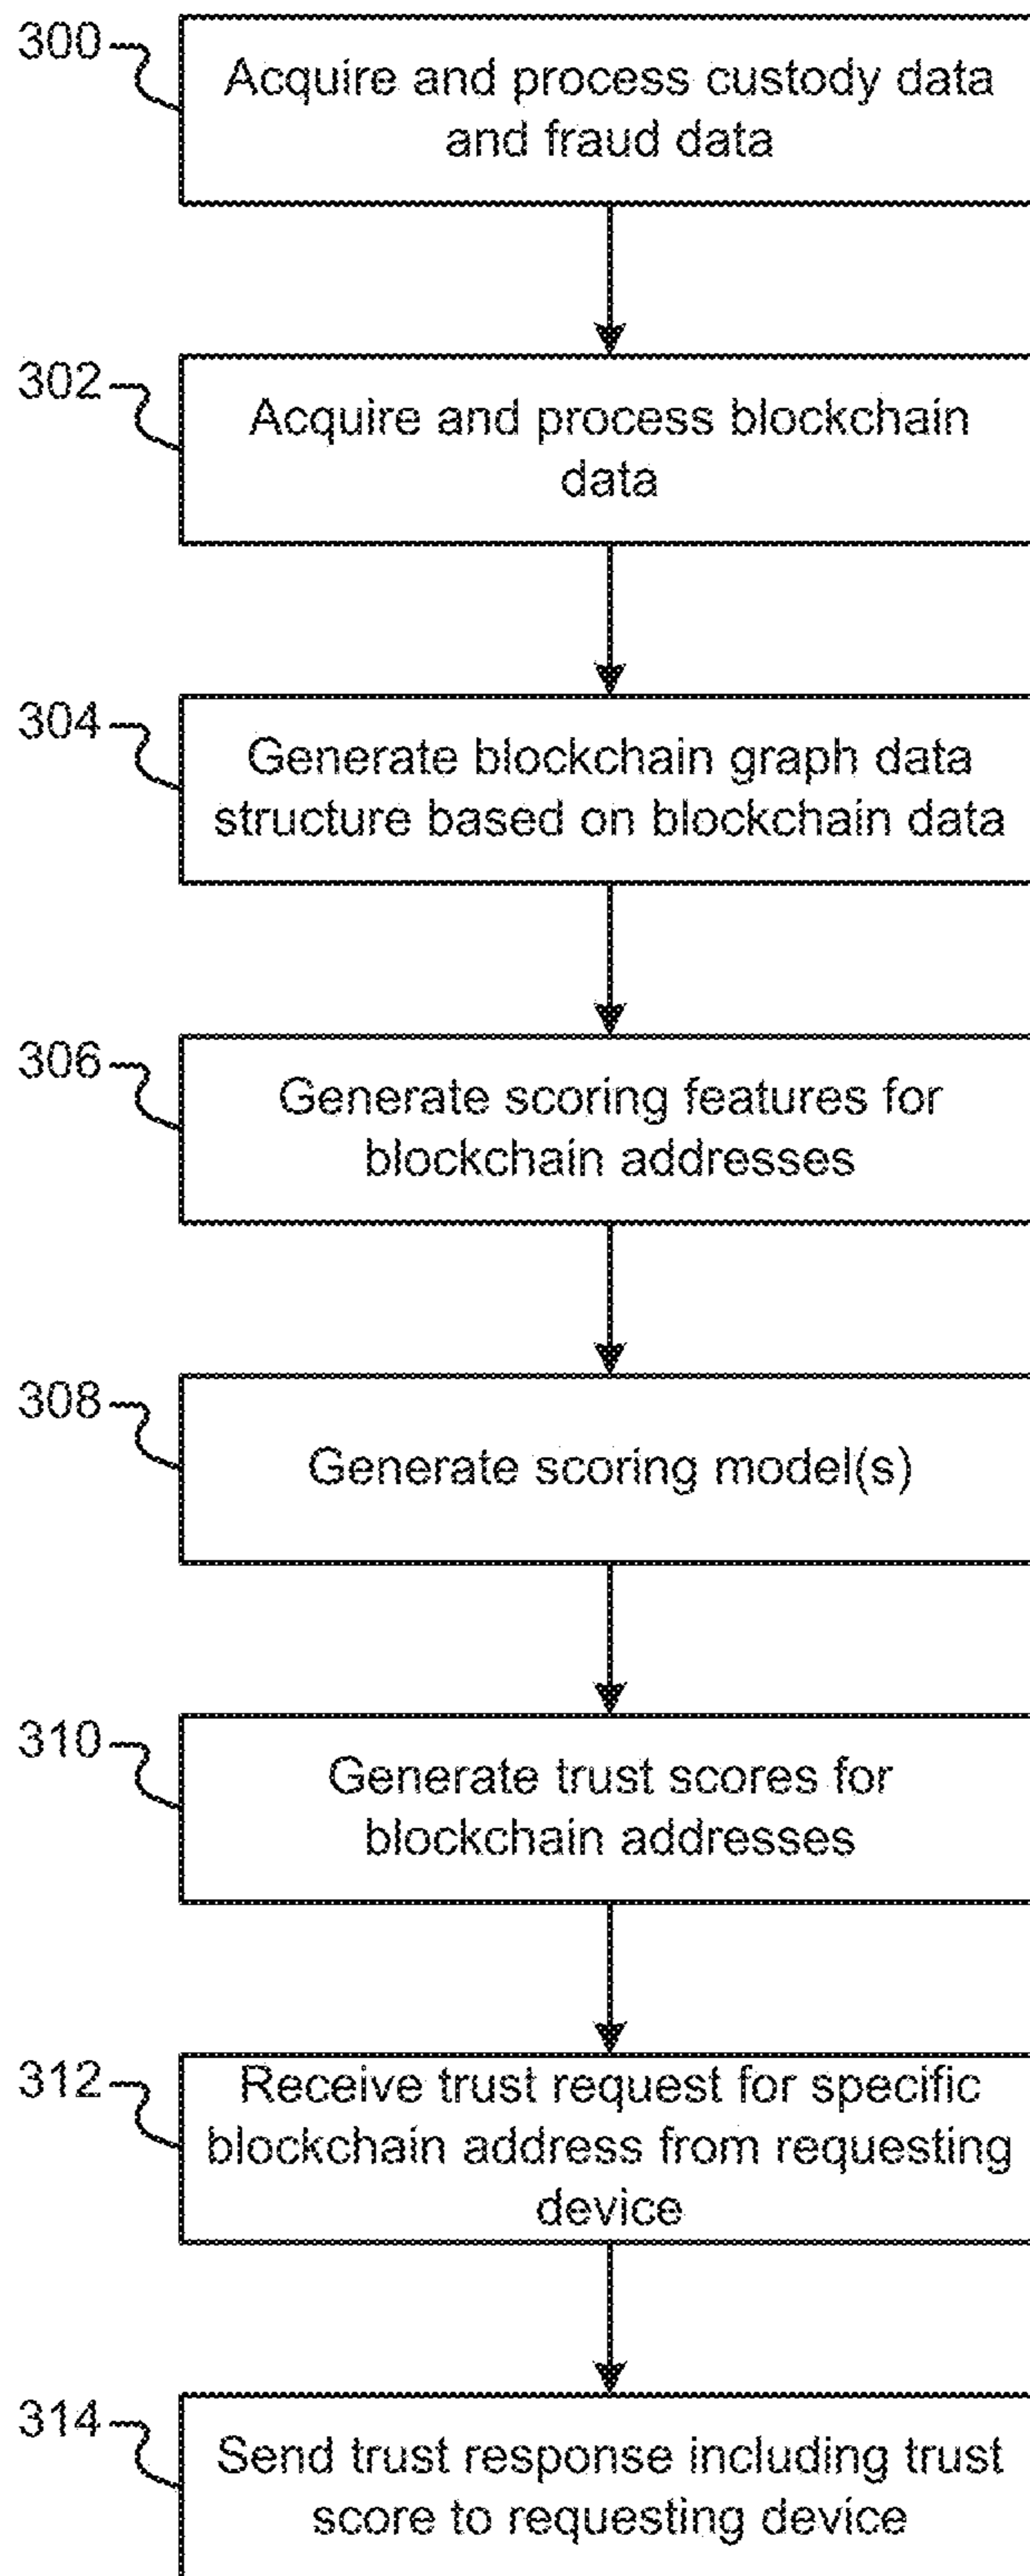 300
Acquire and process custody data
and fraud data
302
Acquire and process blockchain
data
304
Generate blockchain graph data
structure based on blockchain data
306
Generate scoring features for
blockchain addresses
308
Generate scoring model(s)
310
Generate trust scores for
blockchain addresses
312
Receive trust request for specific
blockchain address from requesting
device
314
Send trust response including trust
score to requesting device